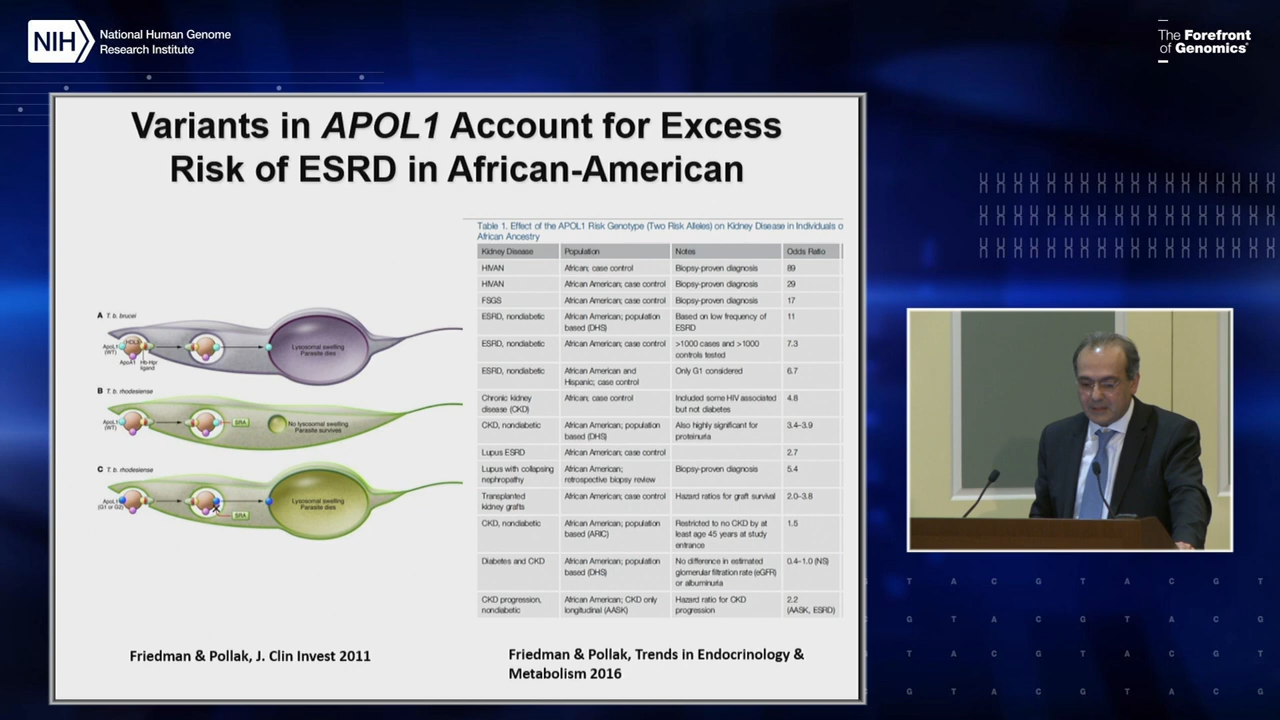 NIH
National Human Genome
Research Institute
The Forefront
of Genomics®
Variants in APOL1 Account for Excess
Risk of ESRD in African-American
A T. b. brucei
ApoL1
(WT)
ApoA1
Hb-Hpr
ligand
Lysosomal swelling
Parasite dies
B T. b. rhodesiense
ApoL1
(WT)
SRA
No lysosomal swelling
Parasite survives
C T. b. rhodesiense
ApoL1
(G1 or G2)
SRA
Lysosomal swelling
Parasite dies
Friedman & Pollak, J. Clin Invest 2011
Table 1. Effect of the APOL1 Risk Genotype (Two Risk Alleles) on Kidney Disease in Individuals o
African Ancestry
Kidney Disease Population Notes Odds Ratio
HIVAN African; case control Biopsy-proven diagnosis 89
HIVAN African American; case control Biopsy-proven diagnosis 29
FSGS African American; case control Biopsy-proven diagnosis 17
ESRD, nondiabetic African American; population Based on low frequency of 11
based (DHS) ESRD
ESRD, nondiabetic African American; case control >1000 cases and >1000 7.3
controls tested
ESRD, nondiabetic African American and Only G1 considered 6.7
Hispanic; case control
Chronic kidney African; case control Included some HIV associated 4.8
disease (CKD) but not diabetes
CKD, nondiabetic African American; population Also highly significant for 3.4–3.9
based (DHS) proteinuria
Lupus ESRD African American; case control 2.7
Lupus with collapsing African American; Biopsy-proven diagnosis 5.4
nephropathy retrospective biopsy review
Transplanted African American; case control Hazard ratios for graft survival 2.0–3.8
kidney grafts
CKD, nondiabetic African American; population Restricted to no CKD by at 1.5
based (ARIC) least age 45 years at study
entrance
Diabetes and CKD African American; population No difference in estimated 0.4–1.0 (NS)
based (DHS) glomerular filtration rate (eGFR)
or albuminuria
CKD progression, African American; CKD only Hazard ratio for CKD 2.2
nondiabetic longitudinal (AASK) progression (AASK, ESRD)
Friedman & Pollak, Trends in Endocrinology &
Metabolism 2016
T A C G T A C G T
G T A C G T A C G
T A C G T A C G T
G T A C G T A C G